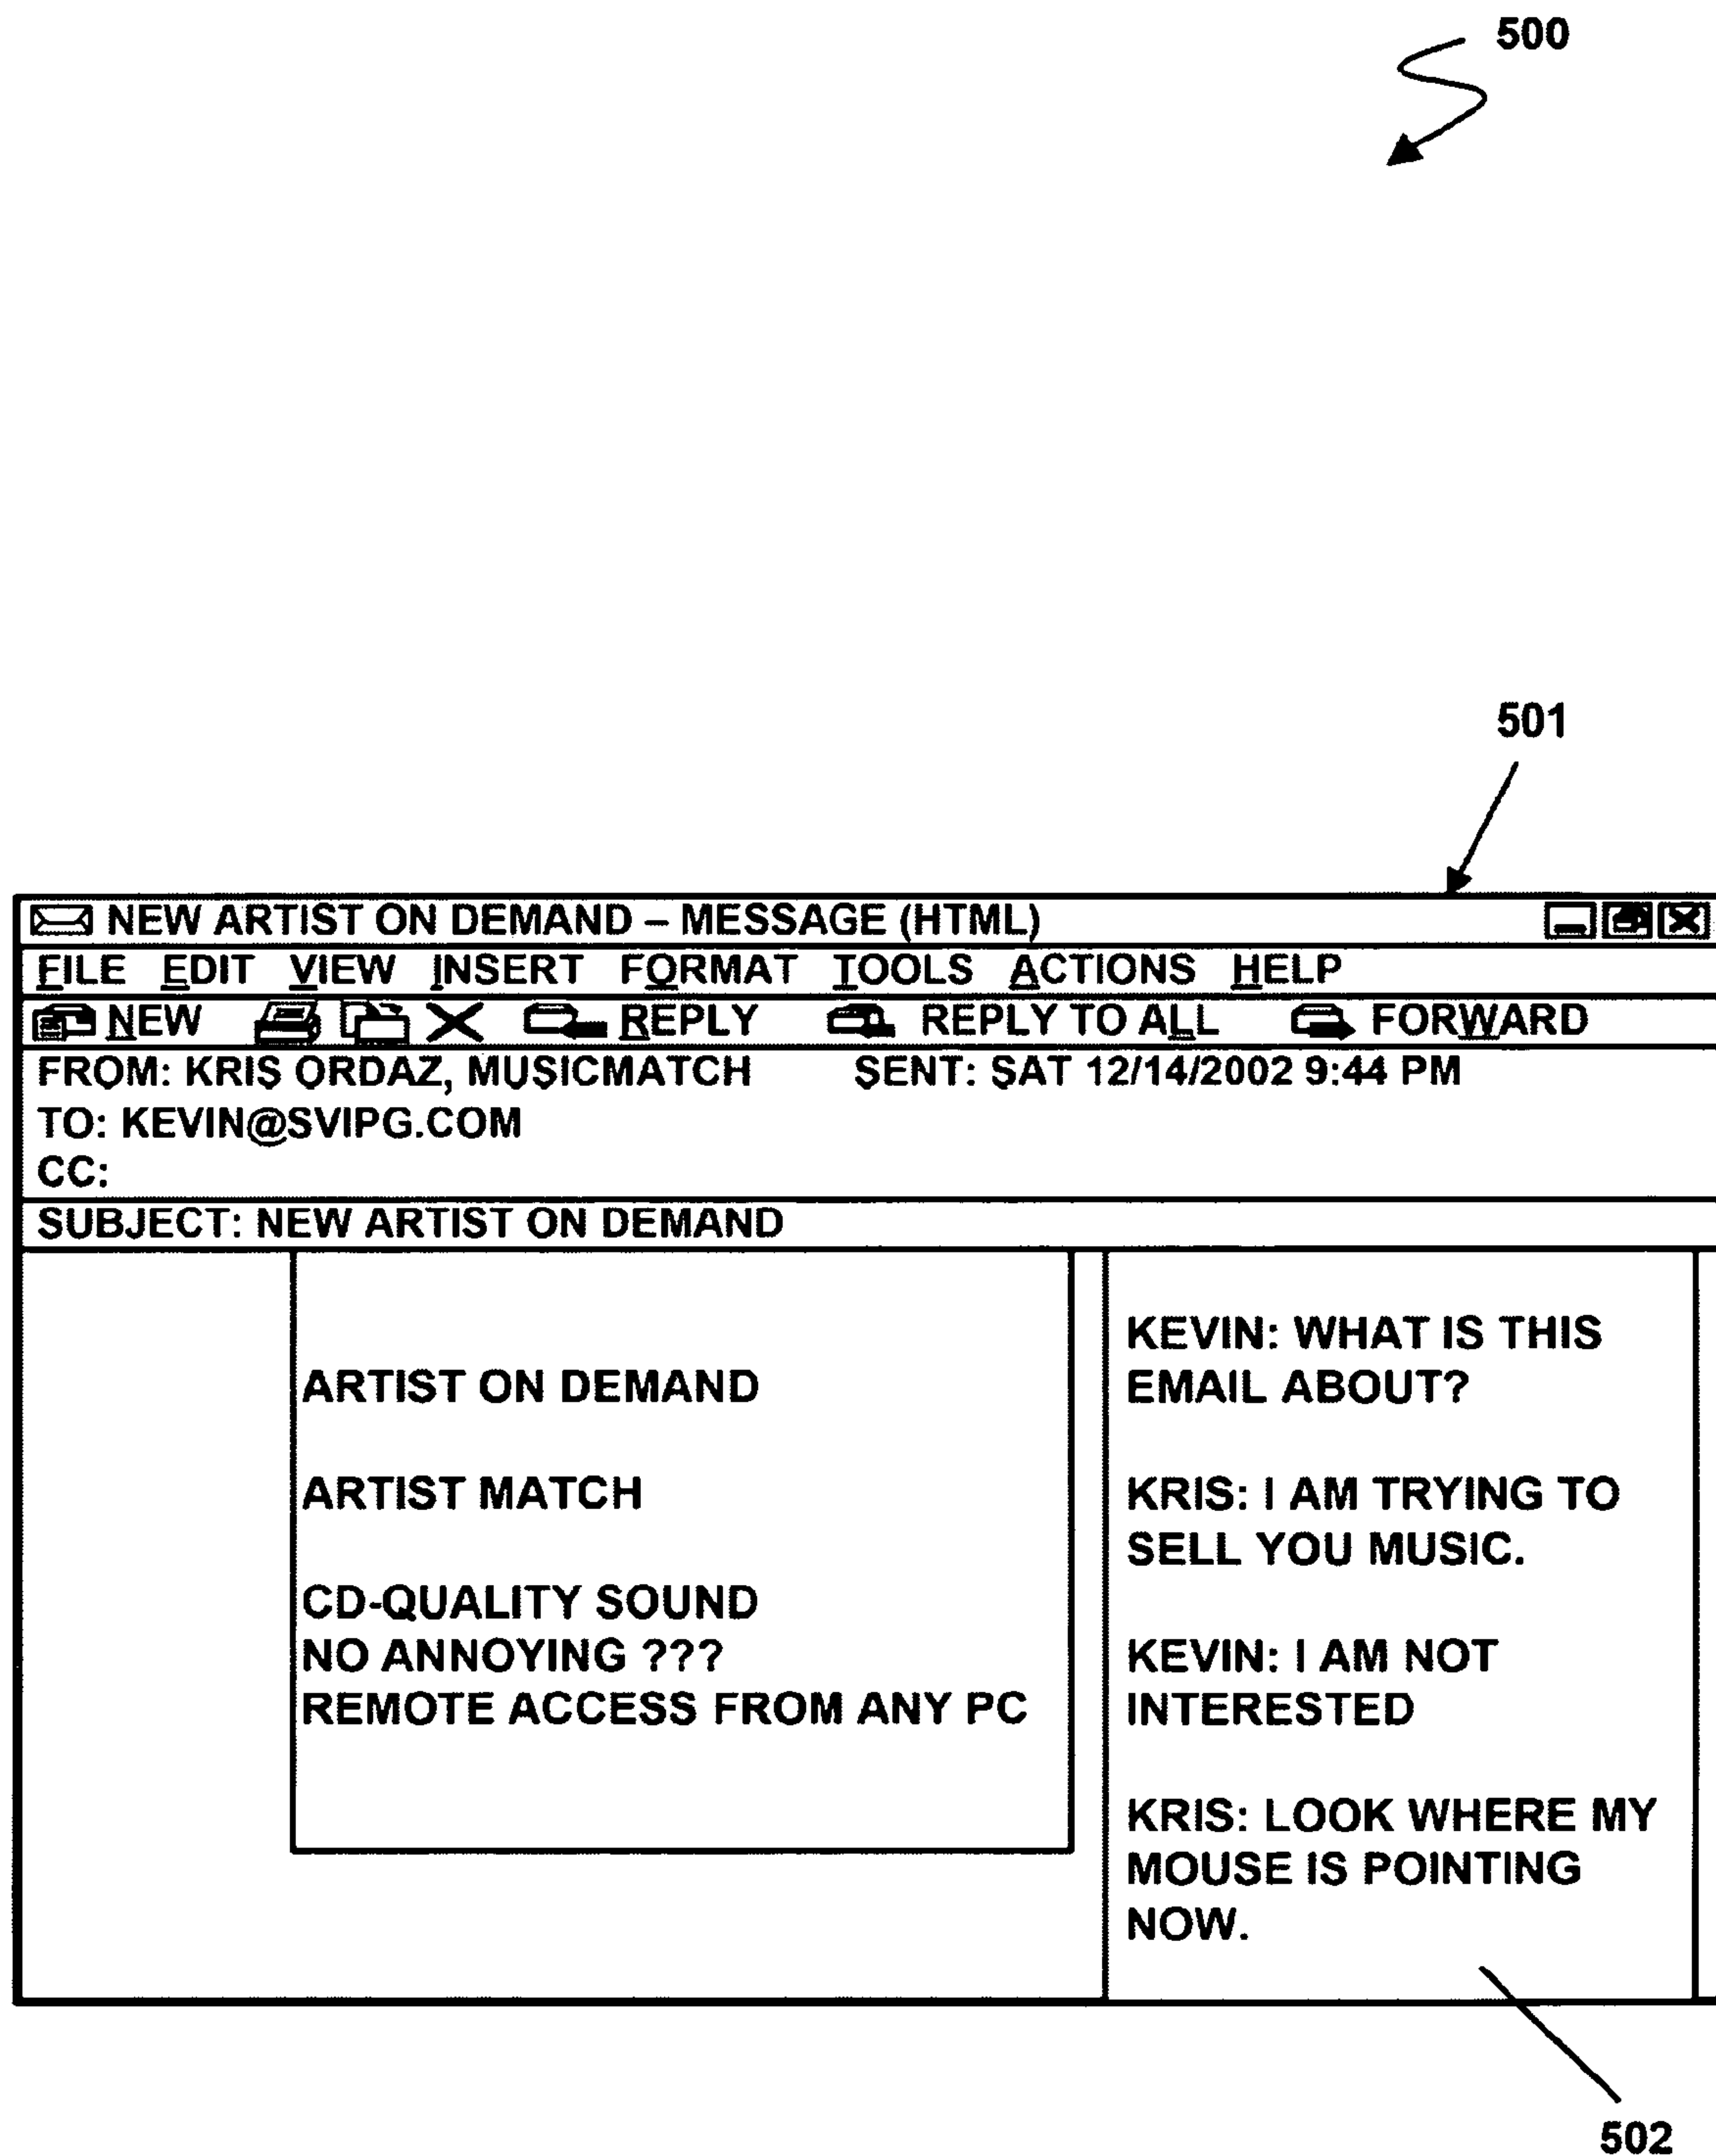 500
501
NEW ARTIST ON DEMAND – MESSAGE (HTML)
FILE EDIT VIEW INSERT FORMAT TOOLS ACTIONS HELP
NEW REPLY REPLY TO ALL FORWARD
FROM: KRIS ORDAZ, MUSICMATCH SENT: SAT 12/14/2002 9:44 PM
TO: KEVIN@SVIPG.COM
CC:
SUBJECT: NEW ARTIST ON DEMAND
ARTIST ON DEMAND
ARTIST MATCH
CD-QUALITY SOUND
NO ANNOYING ???
REMOTE ACCESS FROM ANY PC
KEVIN: WHAT IS THIS
EMAIL ABOUT?
KRIS: I AM TRYING TO
SELL YOU MUSIC.
KEVIN: I AM NOT
INTERESTED
KRIS: LOOK WHERE MY
MOUSE IS POINTING
NOW.
502